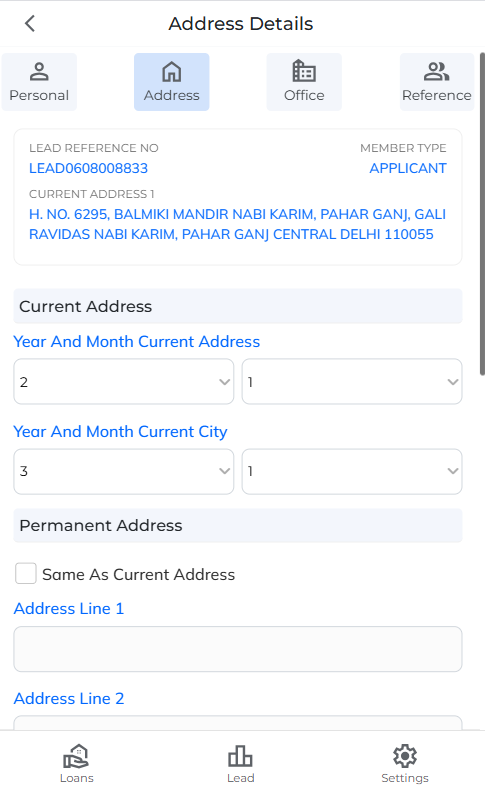 Address Details
Personal
Address
Office
Reference
LEAD REFERENCE NO
MEMBER TYPE
LEAD0608008833
APPLICANT
CURRENT ADDRESS 1
H. NO. 6295, BALMIKI MANDIR NABI KARIM, PAHAR GANJ, GALI
RAVIDAS NABI KARIM, PAHAR GANJ CENTRAL DELHI 110055
Current Address
Year And Month Current Address
2
1
Year And Month Current City
3
1
Permanent Address
Same As Current Address
Address Line 1
Address Line 2
Loans
Lead
Settings